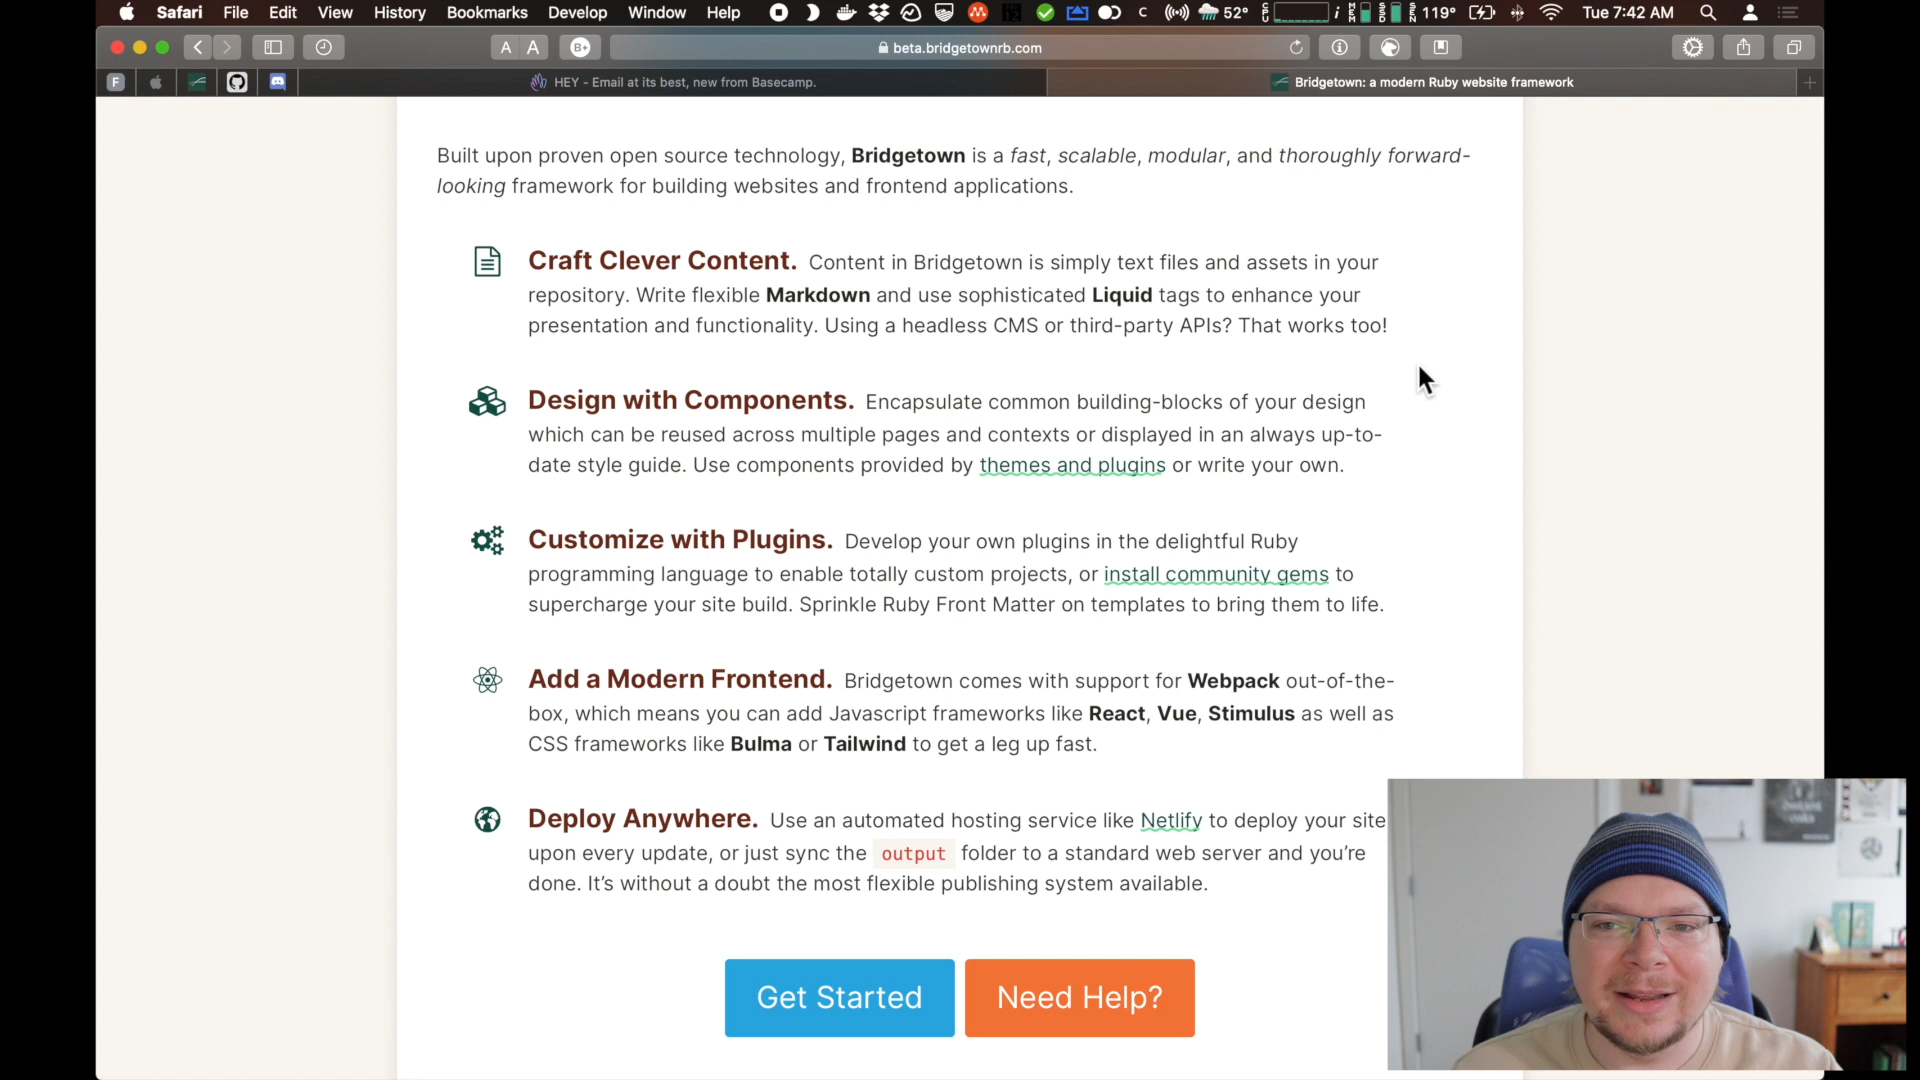 Safari File Edit View History Bookmarks Develop Window Help C 52° 119° Tue 7:42 AM
A A B+ beta.bridgetownrb.com
F HEY - Email at its best, new from Basecamp. Bridgetown: a modern Ruby website framework
Built upon proven open source technology, Bridgetown is a fast, scalable, modular, and thoroughly forward-
looking framework for building websites and frontend applications.
Craft Clever Content. Content in Bridgetown is simply text files and assets in your
repository. Write flexible Markdown and use sophisticated Liquid tags to enhance your
presentation and functionality. Using a headless CMS or third-party APIs? That works too!
Design with Components. Encapsulate common building-blocks of your design
which can be reused across multiple pages and contexts or displayed in an always up-to-
date style guide. Use components provided by themes and plugins or write your own.
Customize with Plugins. Develop your own plugins in the delightful Ruby
programming language to enable totally custom projects, or install community gems to
supercharge your site build. Sprinkle Ruby Front Matter on templates to bring them to life.
Add a Modern Frontend. Bridgetown comes with support for Webpack out-of-the-
box, which means you can add Javascript frameworks like React, Vue, Stimulus as well as
CSS frameworks like Bulma or Tailwind to get a leg up fast.
Deploy Anywhere. Use an automated hosting service like Netlify to deploy your site
upon every update, or just sync the output folder to a standard web server and you’re
done. It’s without a doubt the most flexible publishing system available.
Get Started Need Help?